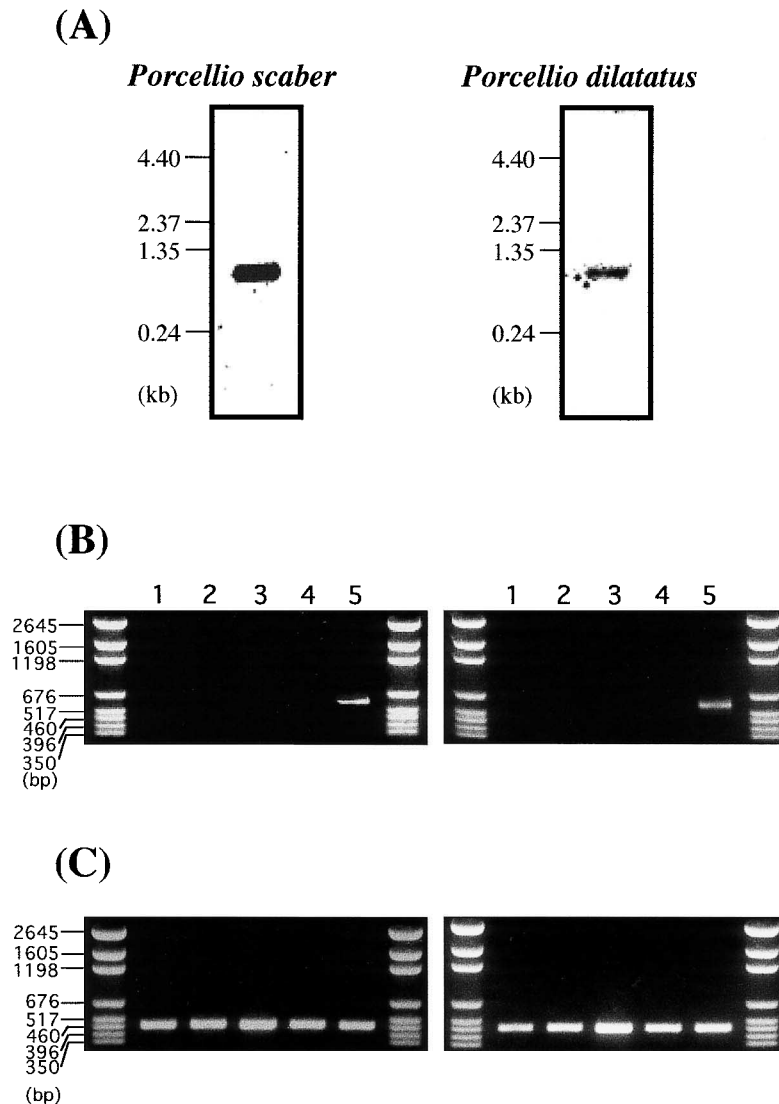 (A)
Porcellio scaber
Porcellio dilatatus
4.40
2.37
1.35
0.24
(kb)
4.40
2.37
1.35
0.24
(kb)
(B)
1 2 3 4 5
1 2 3 4 5
2645
1605
1198
676
517
460
396
350
(bp)
(C)
2645
1605
1198
676
517
460
396
350
(bp)